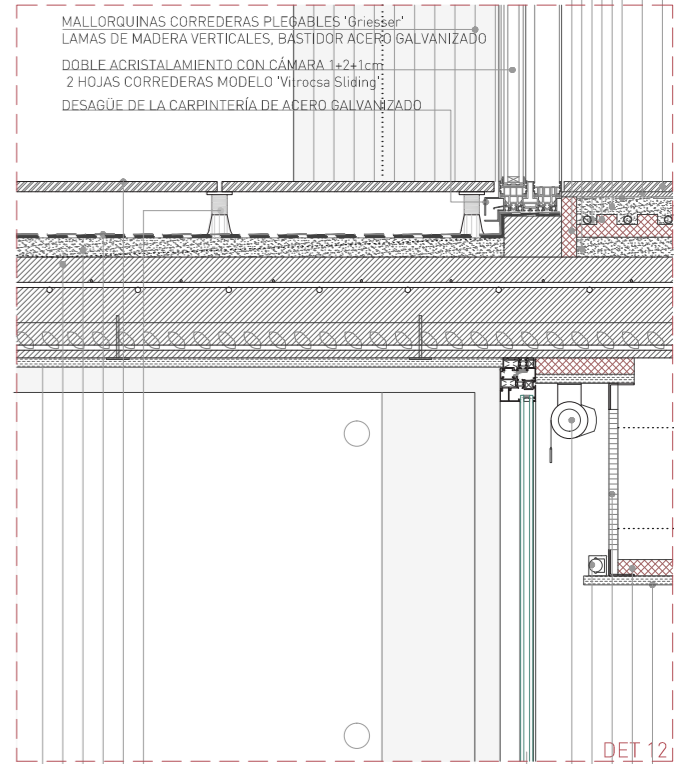 MALLORQUINAS CORREDERAS PLEGABLES 'Griesser'
LAMAS DE MADERA VERTICALES, BASTIDOR ACERO GALVANIZADO
DOBLE ACRISTALAMIENTO CON CÁMARA 1+2+1cm
2 HOJAS CORREDERAS MODELO 'Vitrocsa Sliding'
DESAGÜE DE LA CARPINTERÍA DE ACERO GALVANIZADO
DET 12